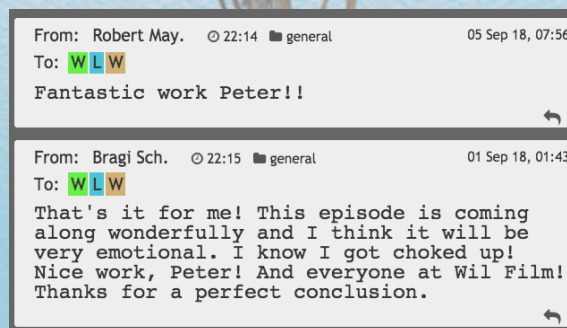 From: Robert May. 22:14 general 05 Sep 18, 07:56
To: W L W
Fantastic work Peter!!
From: Bragi Sch. 22:15 general 01 Sep 18, 01:43
To: W L W
That's it for me! This episode is coming
along wonderfully and I think it will be
very emotional. I know I got choked up!
Nice work, Peter! And everyone at Wil Film!
Thanks for a perfect conclusion.